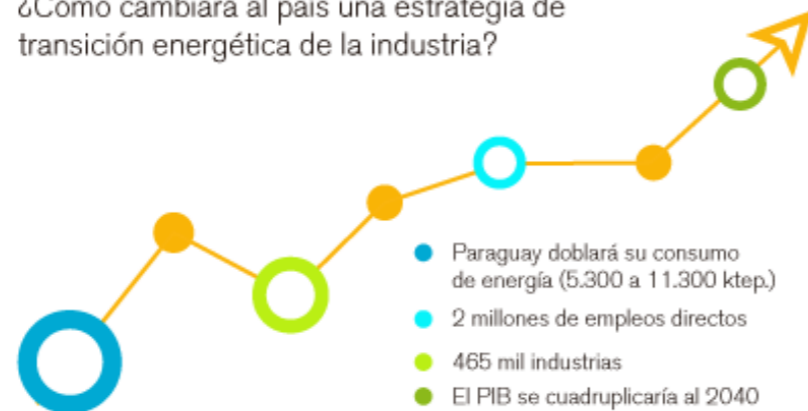 ¿Cómo cambiará al país una estrategia de
transición energética de la industria?
Paraguay doblará su consumo
de energía (5.300 a 11.300 ktep.)
2 millones de empleos directos
465 mil industrias
El PIB se cuadruplicaría al 2040